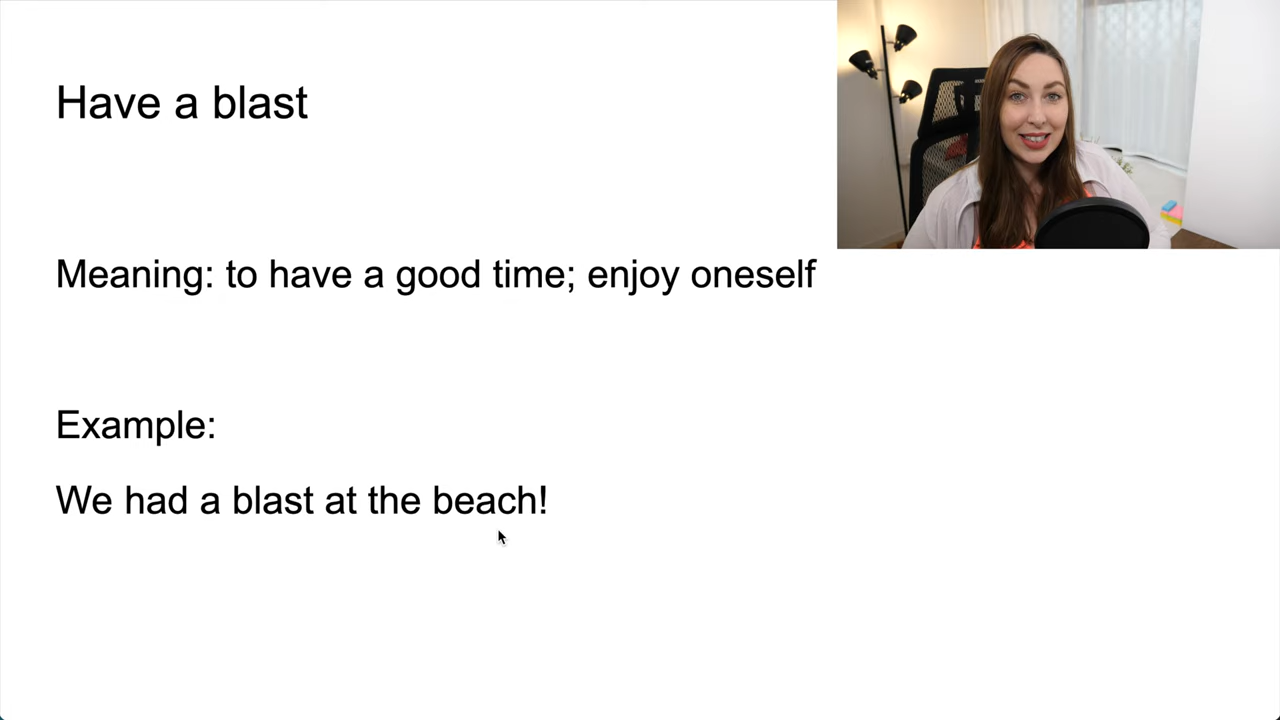 Have a blast
Meaning: to have a good time; enjoy oneself
Example:
We had a blast at the beach!